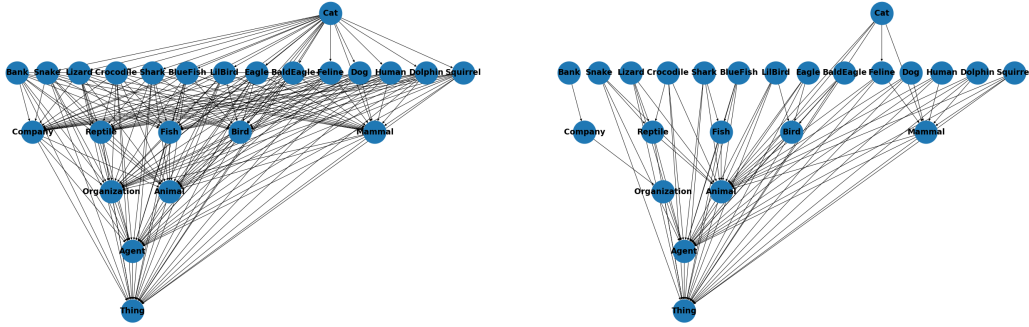 Cat
Bank Snake Lizard Crocodile Shark BlueFish LilBird Eagle BaldEagle Feline Dog Human Dolphin Squirrel
Company Reptile Fish Bird Mammal
Organization Animal
Agent
Thing
Cat
Bank Snake Lizard Crocodile Shark BlueFish LilBird Eagle BaldEagle Feline Dog Human Dolphin Squirre
Company Reptile Fish Bird Mammal
Organization Animal
Agent
Thing